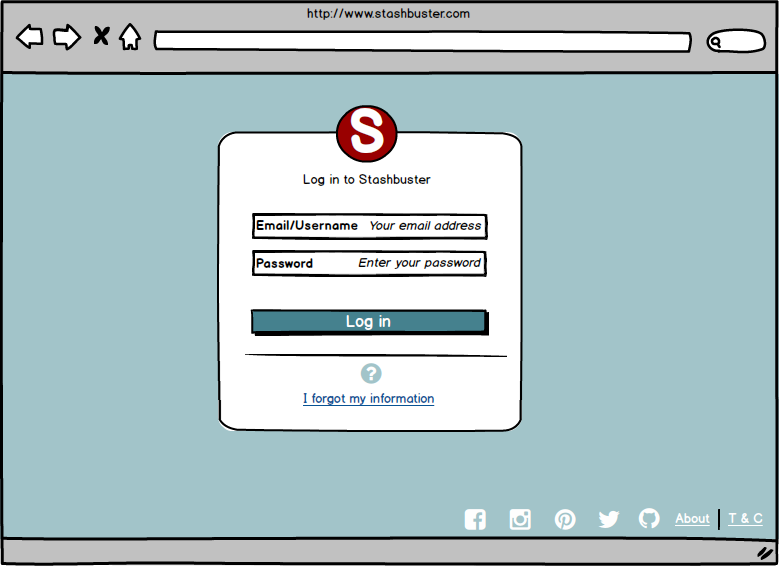 http://www.stashbuster.com
S
Log in to Stashbuster
Email/Username Your email address
Password Enter your password
Log in
?
I forgot my information
About | T & C